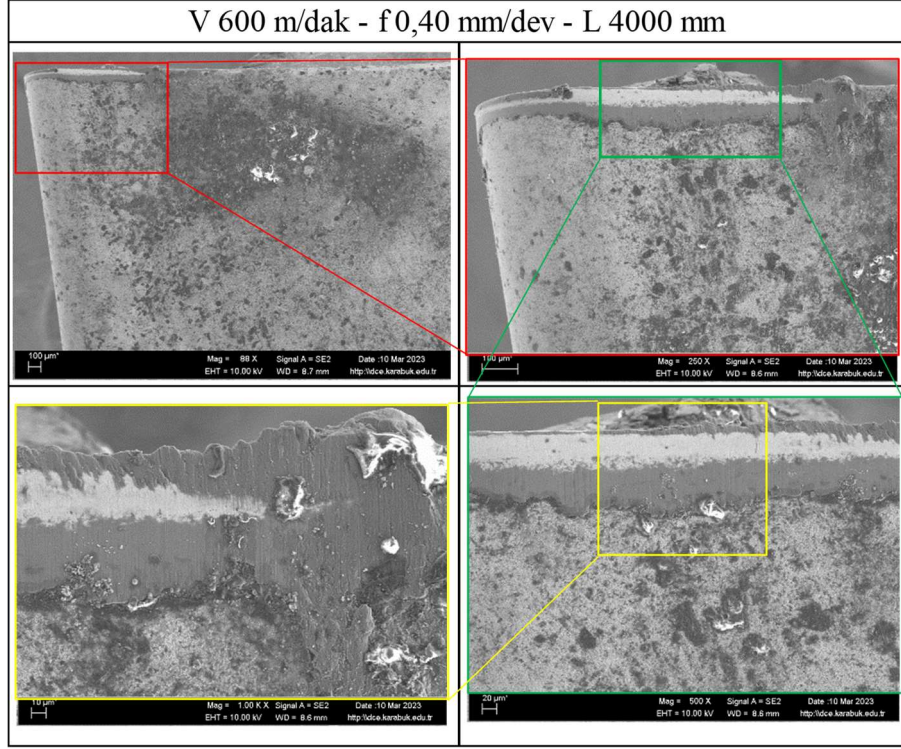 V 600 m/dak - f 0,40 mm/dev - L 4000 mm
100 µm* Mag = 88 X Signal A = SE2 Date :10 Mar 2023
EHT = 10.00 kV WD = 8.7 mm http://idce.karabuk.edu.tr
100 µm* Mag = 250 X Signal A = SE2 Date :10 Mar 2023
EHT = 10.00 kV WD = 8.6 mm http://idce.karabuk.edu.tr
10 µm* Mag = 1.00 K X Signal A = SE2 Date :10 Mar 2023
EHT = 10.00 kV WD = 8.6 mm http://idce.karabuk.edu.tr
20 µm* Mag = 500 X Signal A = SE2 Date :10 Mar 2023
EHT = 10.00 kV WD = 8.6 mm http://idce.karabuk.edu.tr